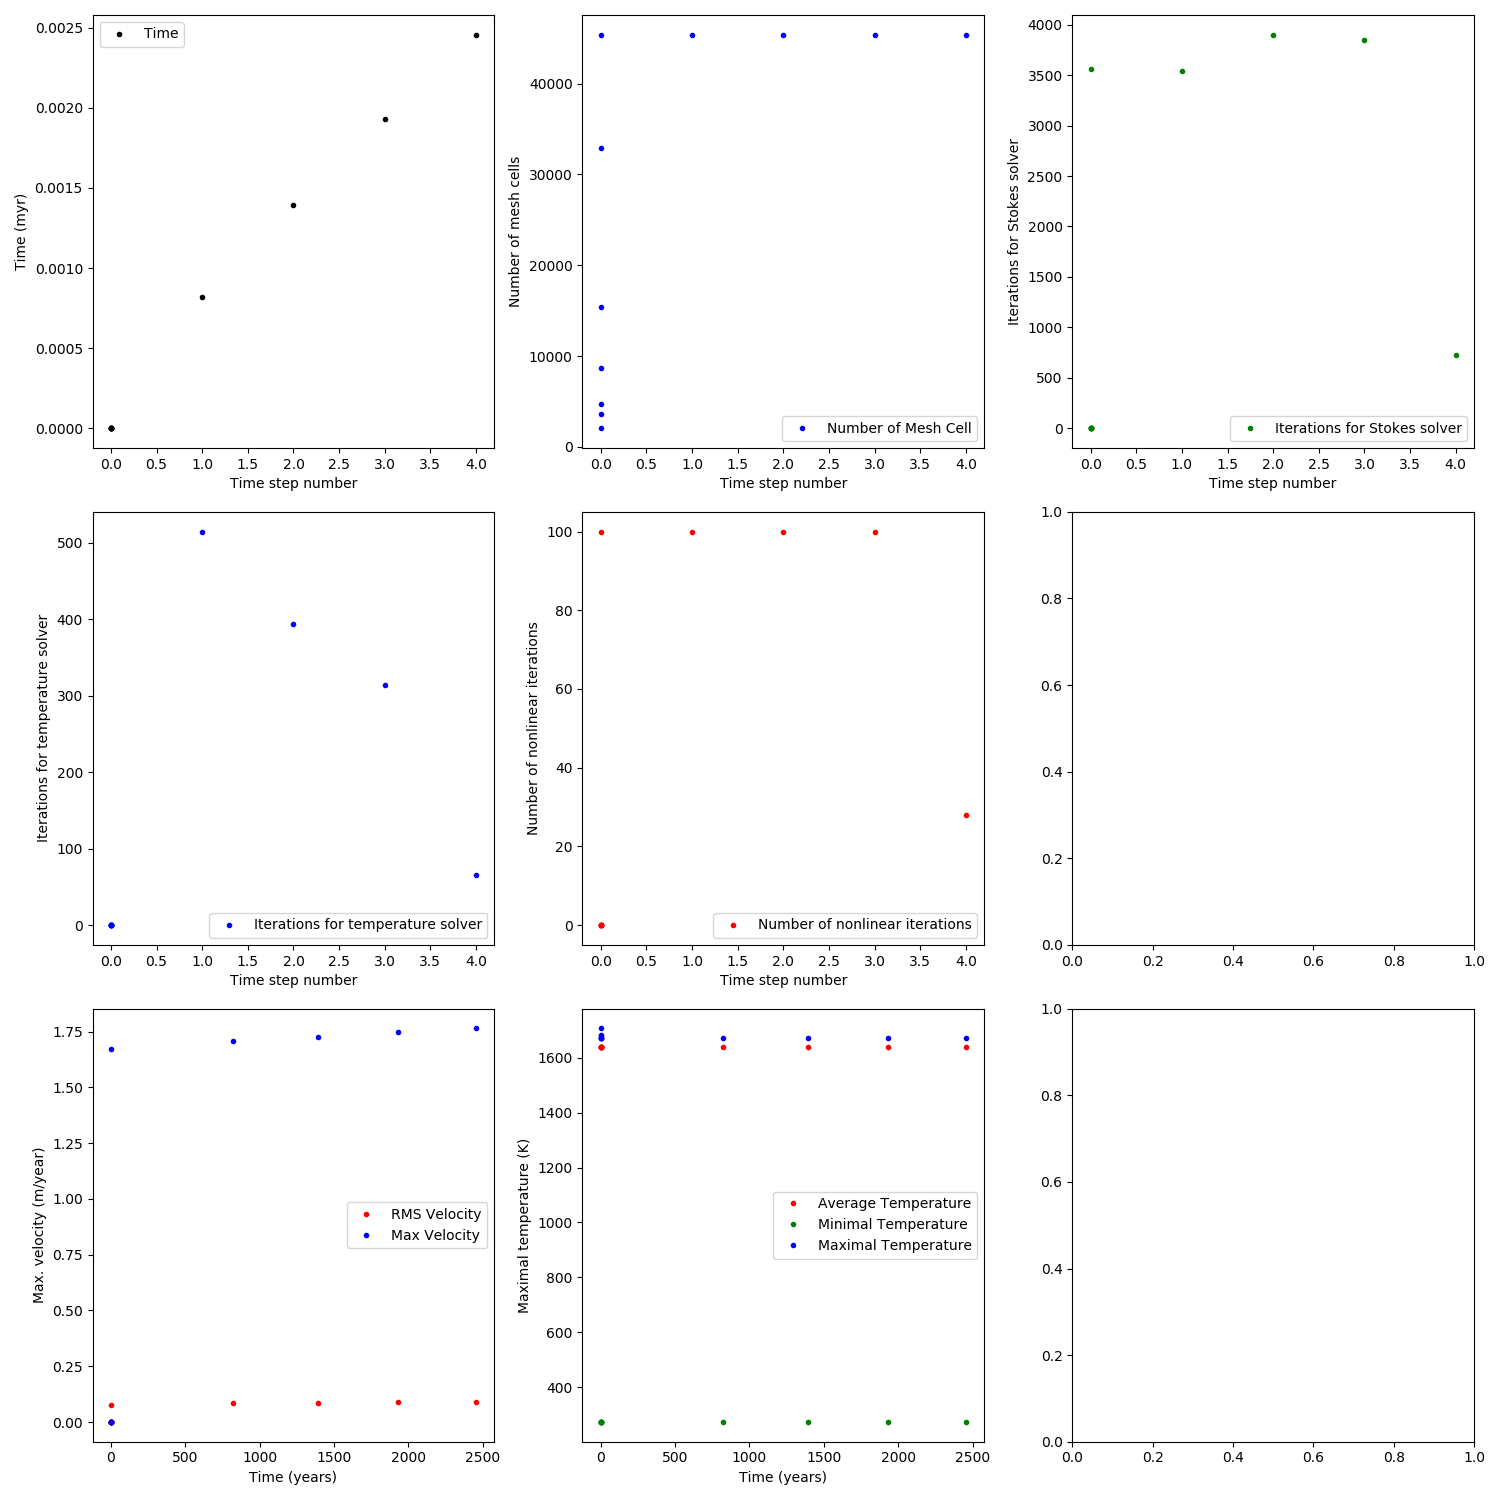 0.0025
0.0020
0.0015
0.0010
0.0005
0.0000
Time (myr)
Time
0.0 0.5 1.0 1.5 2.0 2.5 3.0 3.5 4.0
Time step number
40000
30000
20000
10000
0
Number of mesh cells
Number of Mesh Cell
0.0 0.5 1.0 1.5 2.0 2.5 3.0 3.5 4.0
Time step number
4000
3500
3000
2500
2000
1500
1000
500
0
Iterations for Stokes solver
Iterations for Stokes solver
0.0 0.5 1.0 1.5 2.0 2.5 3.0 3.5 4.0
Time step number
500
400
300
200
100
0
Iterations for temperature solver
Iterations for temperature solver
0.0 0.5 1.0 1.5 2.0 2.5 3.0 3.5 4.0
Time step number
100
80
60
40
20
0
Number of nonlinear iterations
Number of nonlinear iterations
0.0 0.5 1.0 1.5 2.0 2.5 3.0 3.5 4.0
Time step number
1.0
0.8
0.6
0.4
0.2
0.0
0.0 0.2 0.4 0.6 0.8 1.0
1.75
1.50
1.25
1.00
0.75
0.50
0.25
0.00
Max. velocity (m/year)
RMS Velocity
Max Velocity
0 500 1000 1500 2000 2500
Time (years)
1600
1400
1200
1000
800
600
400
Maximal temperature (K)
Average Temperature
Minimal Temperature
Maximal Temperature
0 500 1000 1500 2000 2500
Time (years)
1.0
0.8
0.6
0.4
0.2
0.0
0.0 0.2 0.4 0.6 0.8 1.0